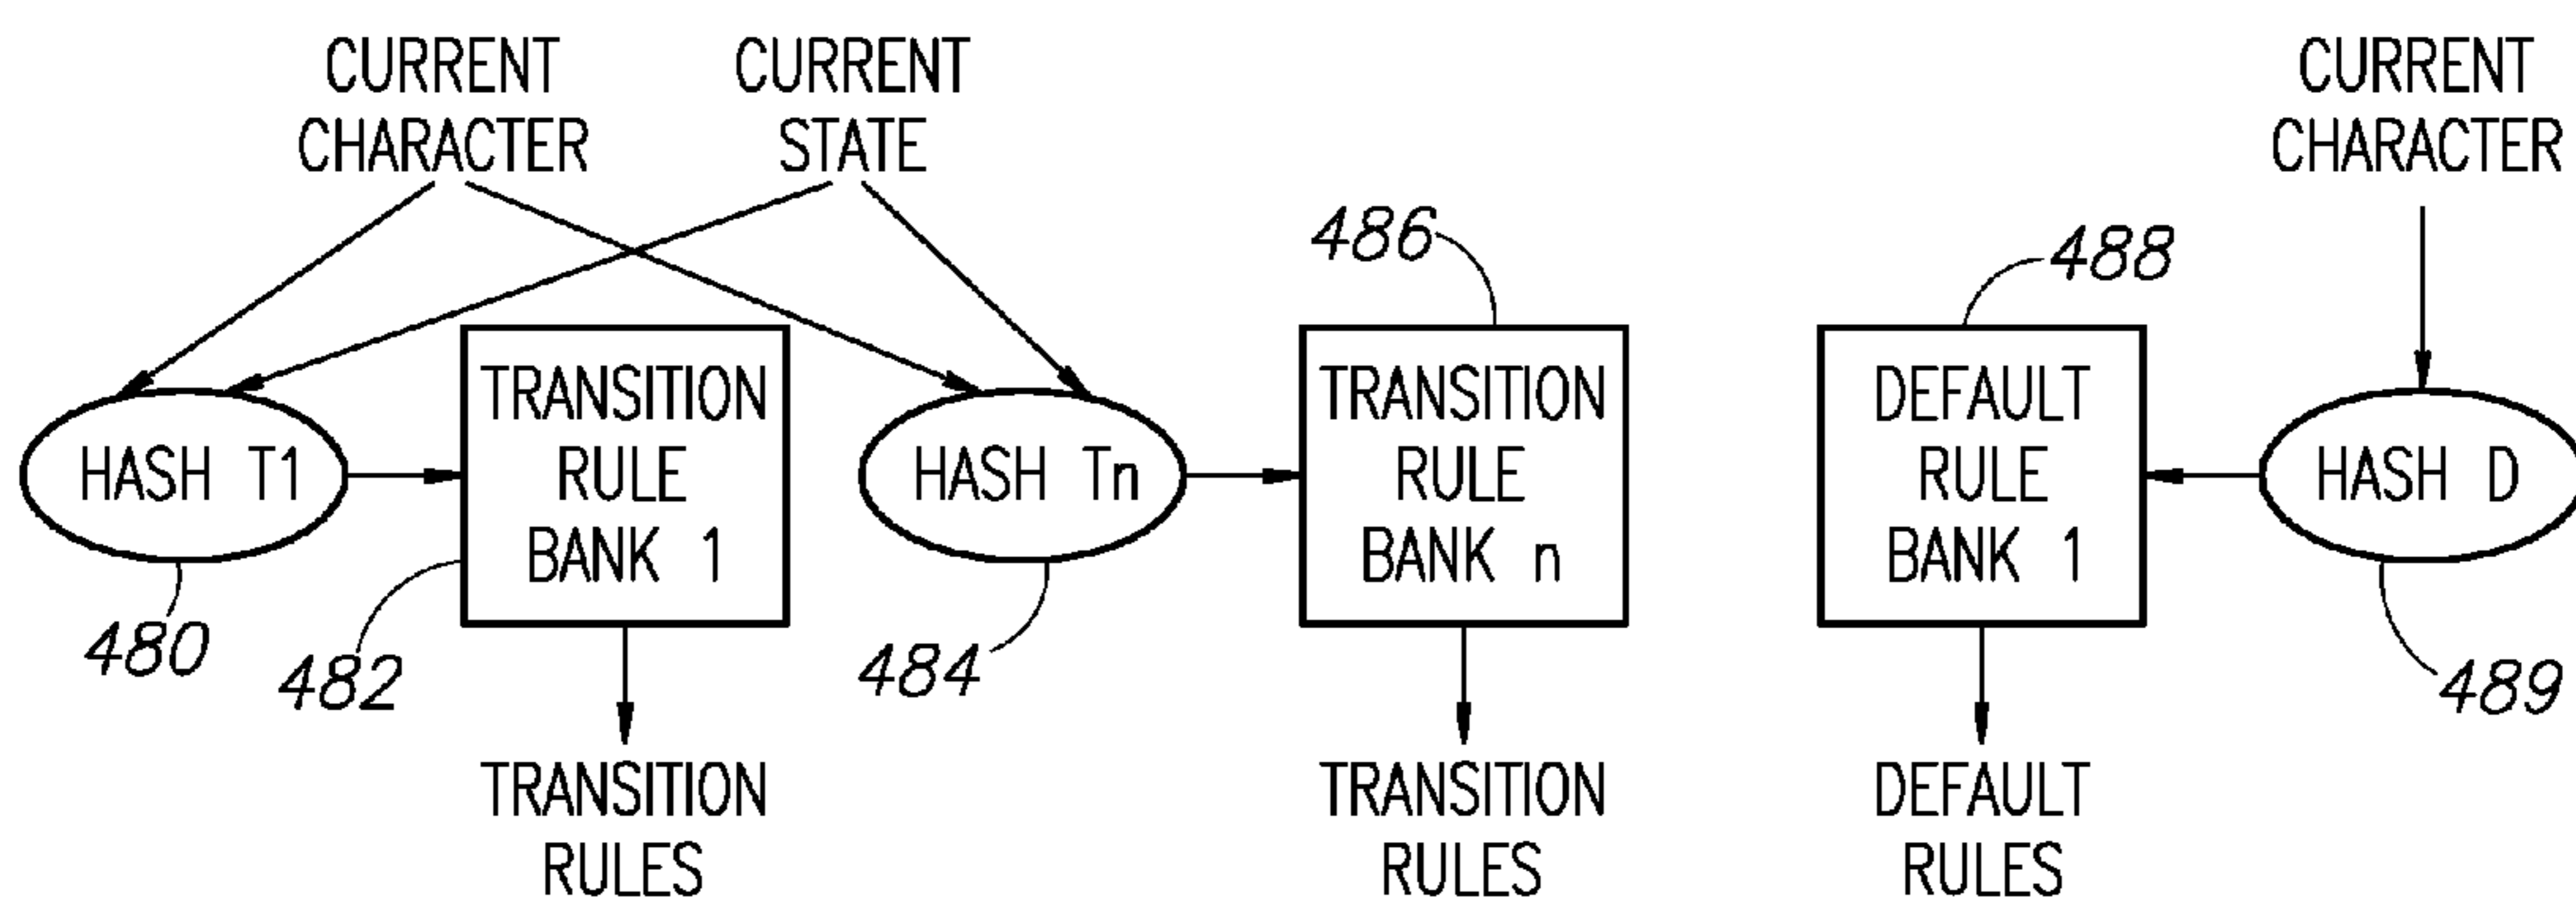 CURRENT
CHARACTER
CURRENT
STATE
CURRENT
CHARACTER
486
488
HASH T1
TRANSITION
RULE
BANK 1
HASH Tn
TRANSITION
RULE
BANK n
DEFAULT
RULE
BANK 1
HASH D
480
482
484
489
TRANSITION
RULES
TRANSITION
RULES
DEFAULT
RULES